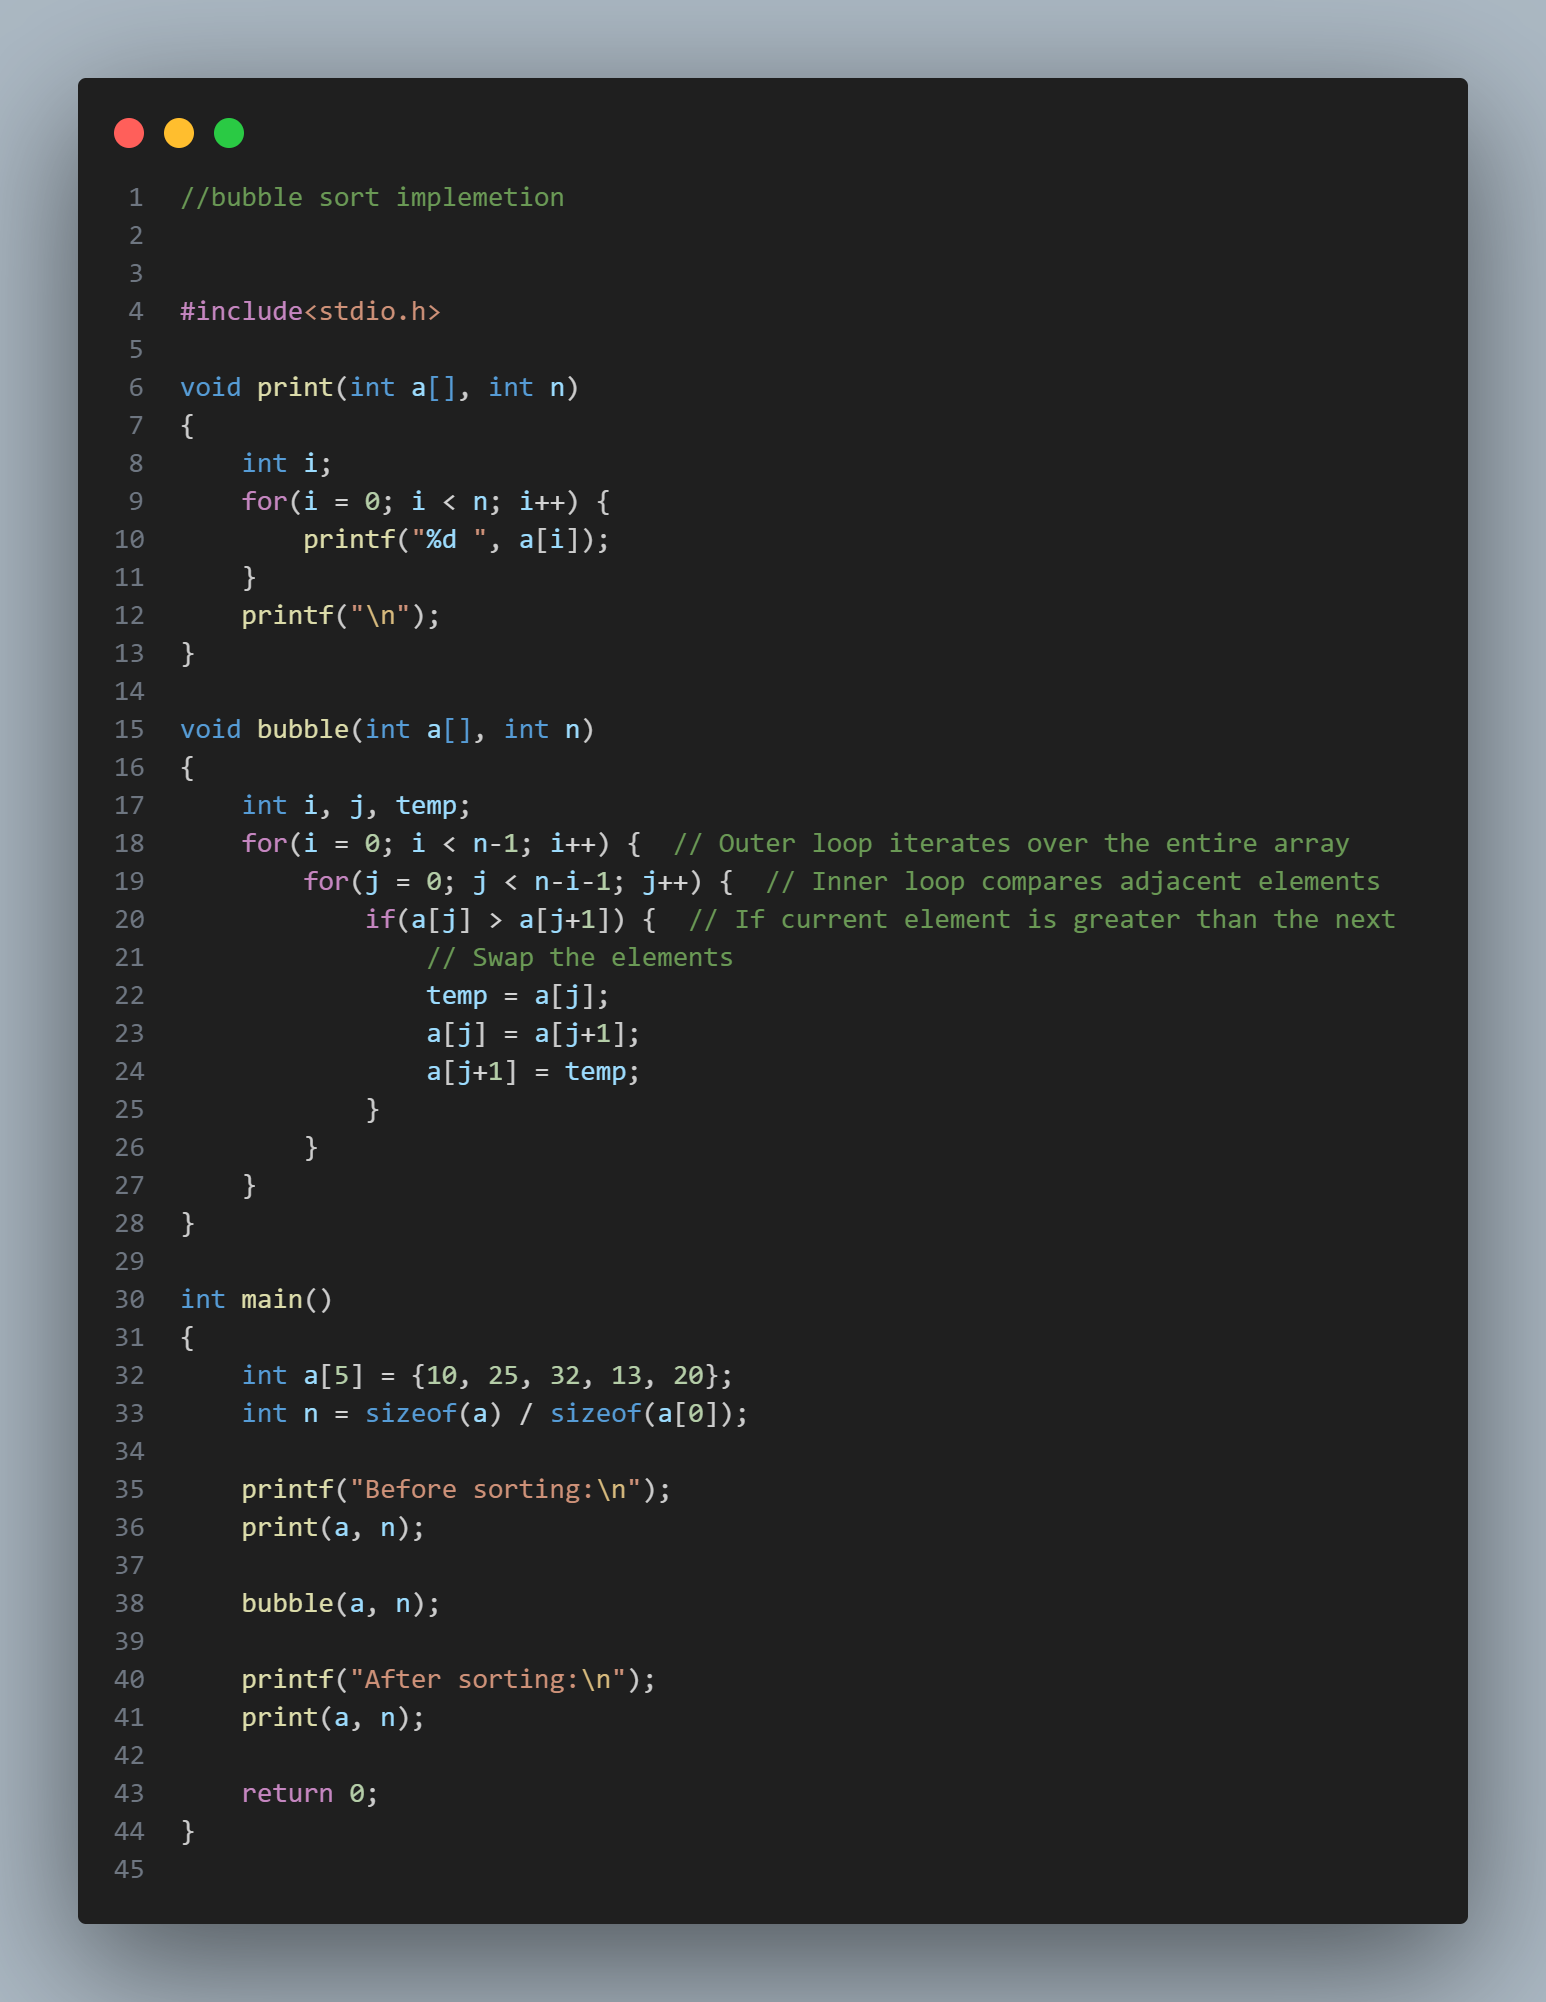 1 //bubble sort implemetion
2
3
4 #include<stdio.h>
5
6 void print(int a[], int n)
7 {
8     int i;
9     for(i = 0; i < n; i++) {
10         printf("%d ", a[i]);
11     }
12     printf("\n");
13 }
14
15 void bubble(int a[], int n)
16 {
17     int i, j, temp;
18     for(i = 0; i < n-1; i++) {  // Outer loop iterates over the entire array
19         for(j = 0; j < n-i-1; j++) {  // Inner loop compares adjacent elements
20             if(a[j] > a[j+1]) {  // If current element is greater than the next
21                 // Swap the elements
22                 temp = a[j];
23                 a[j] = a[j+1];
24                 a[j+1] = temp;
25             }
26         }
27     }
28 }
29
30 int main()
31 {
32     int a[5] = {10, 25, 32, 13, 20};
33     int n = sizeof(a) / sizeof(a[0]);
34
35     printf("Before sorting:\n");
36     print(a, n);
37
38     bubble(a, n);
39
40     printf("After sorting:\n");
41     print(a, n);
42
43     return 0;
44 }
45